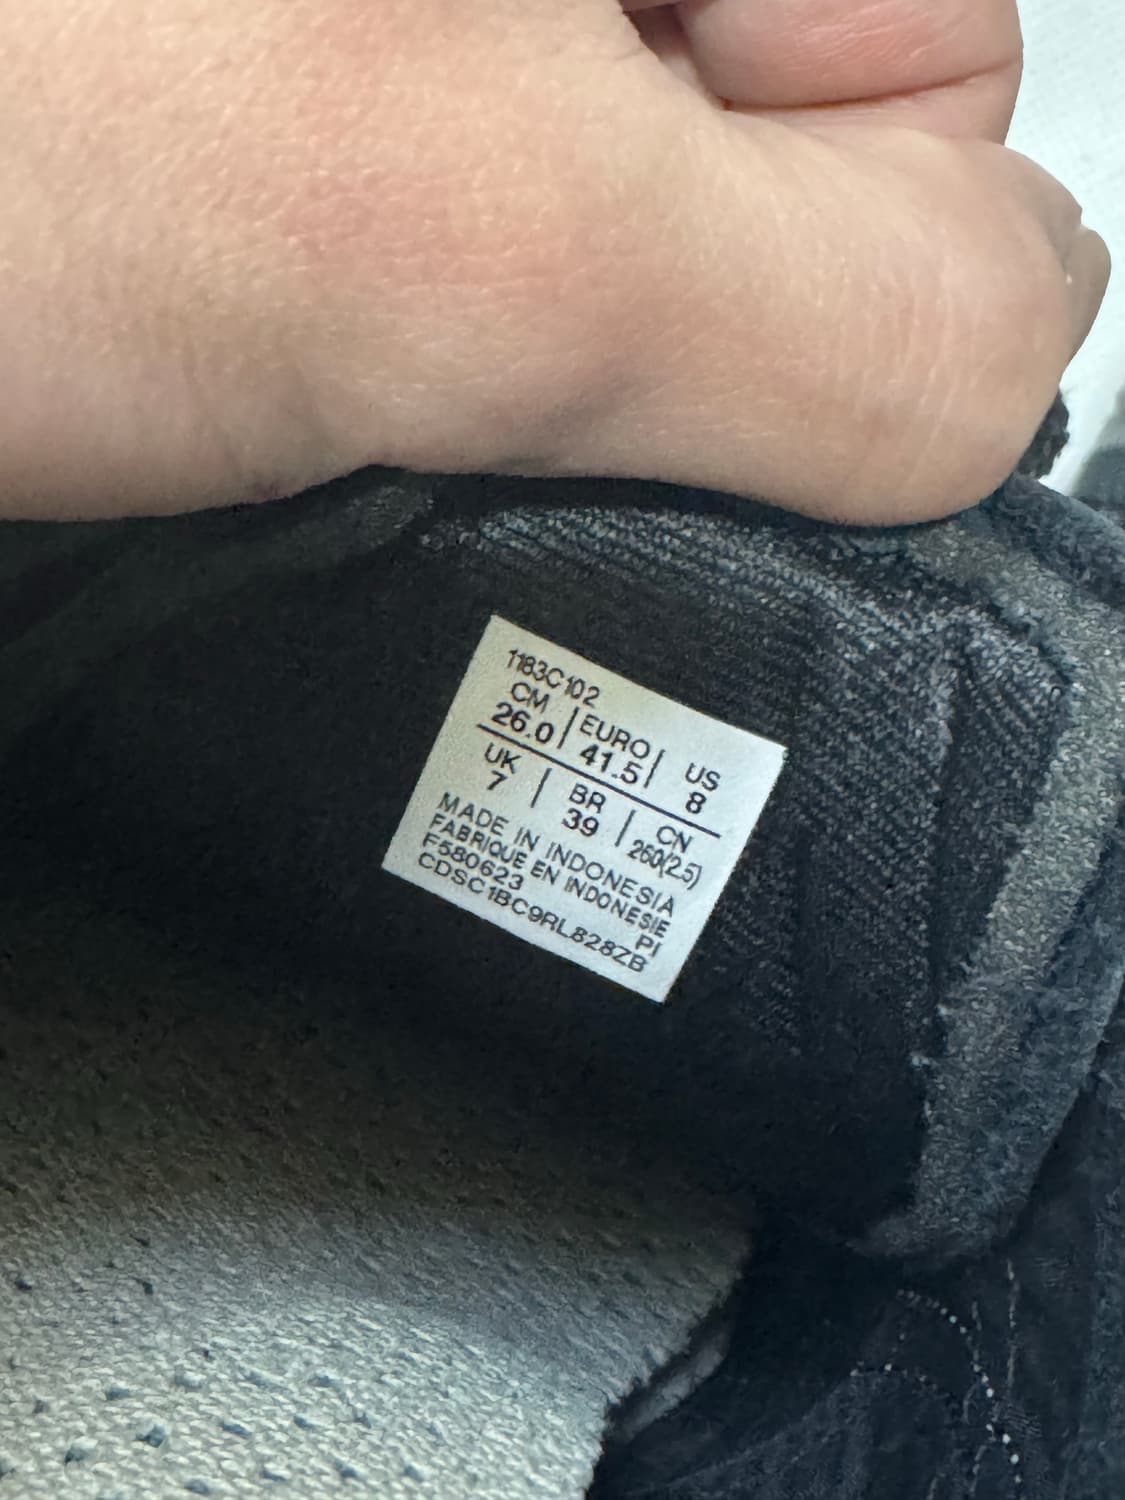 1183C102
CM | EURO | US
26.0 | 41.5 | 8
UK | BR | CN
7 | 39 | 260(2.5)
MADE IN INDONESIA
FABRIQUE EN INDONESIE
F580623 PI
CDSC1BC9RL828ZB